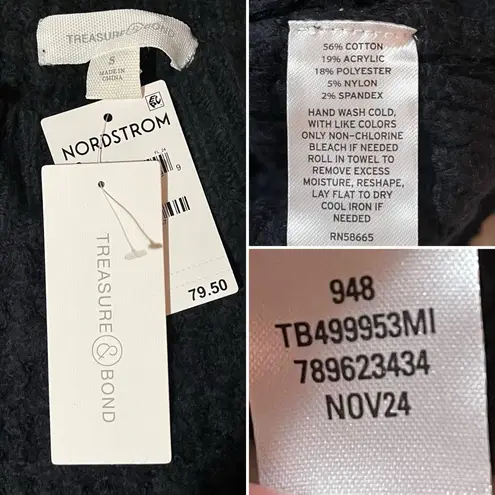 TREASURE & BOND
S
MADE IN
CHINA
NORDSTROM
9
79.50
TREASURE & BOND
56% COTTON
19% ACRYLIC
18% POLYESTER
5% NYLON
2% SPANDEX
HAND WASH COLD,
WITH LIKE COLORS
ONLY NON-CHLORINE
BLEACH IF NEEDED
ROLL IN TOWEL TO
REMOVE EXCESS
MOISTURE, RESHAPE,
LAY FLAT TO DRY
COOL IRON IF
NEEDED
RN58665
948
TB499953MI
789623434
NOV24